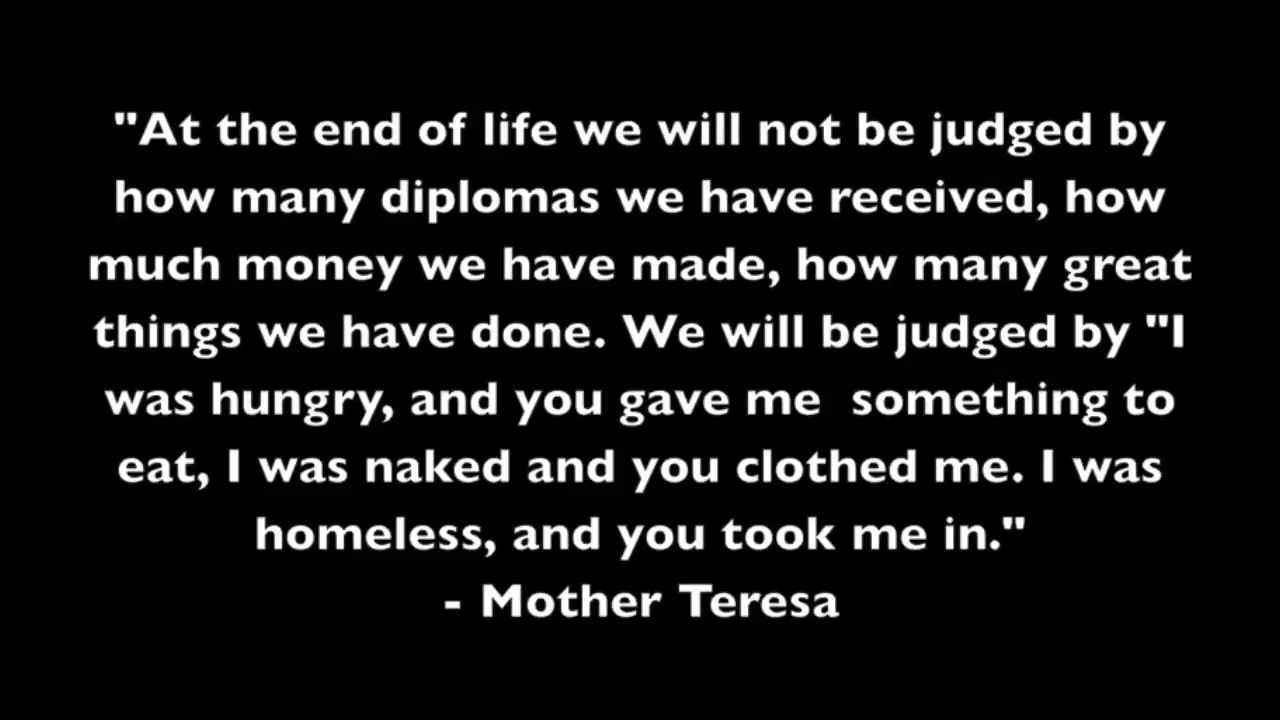 "At the end of life we will not be judged by
how many diplomas we have received, how
much money we have made, how many great
things we have done. We will be judged by "I
was hungry, and you gave me  something to
eat, I was naked and you clothed me. I was
homeless, and you took me in."
- Mother Teresa